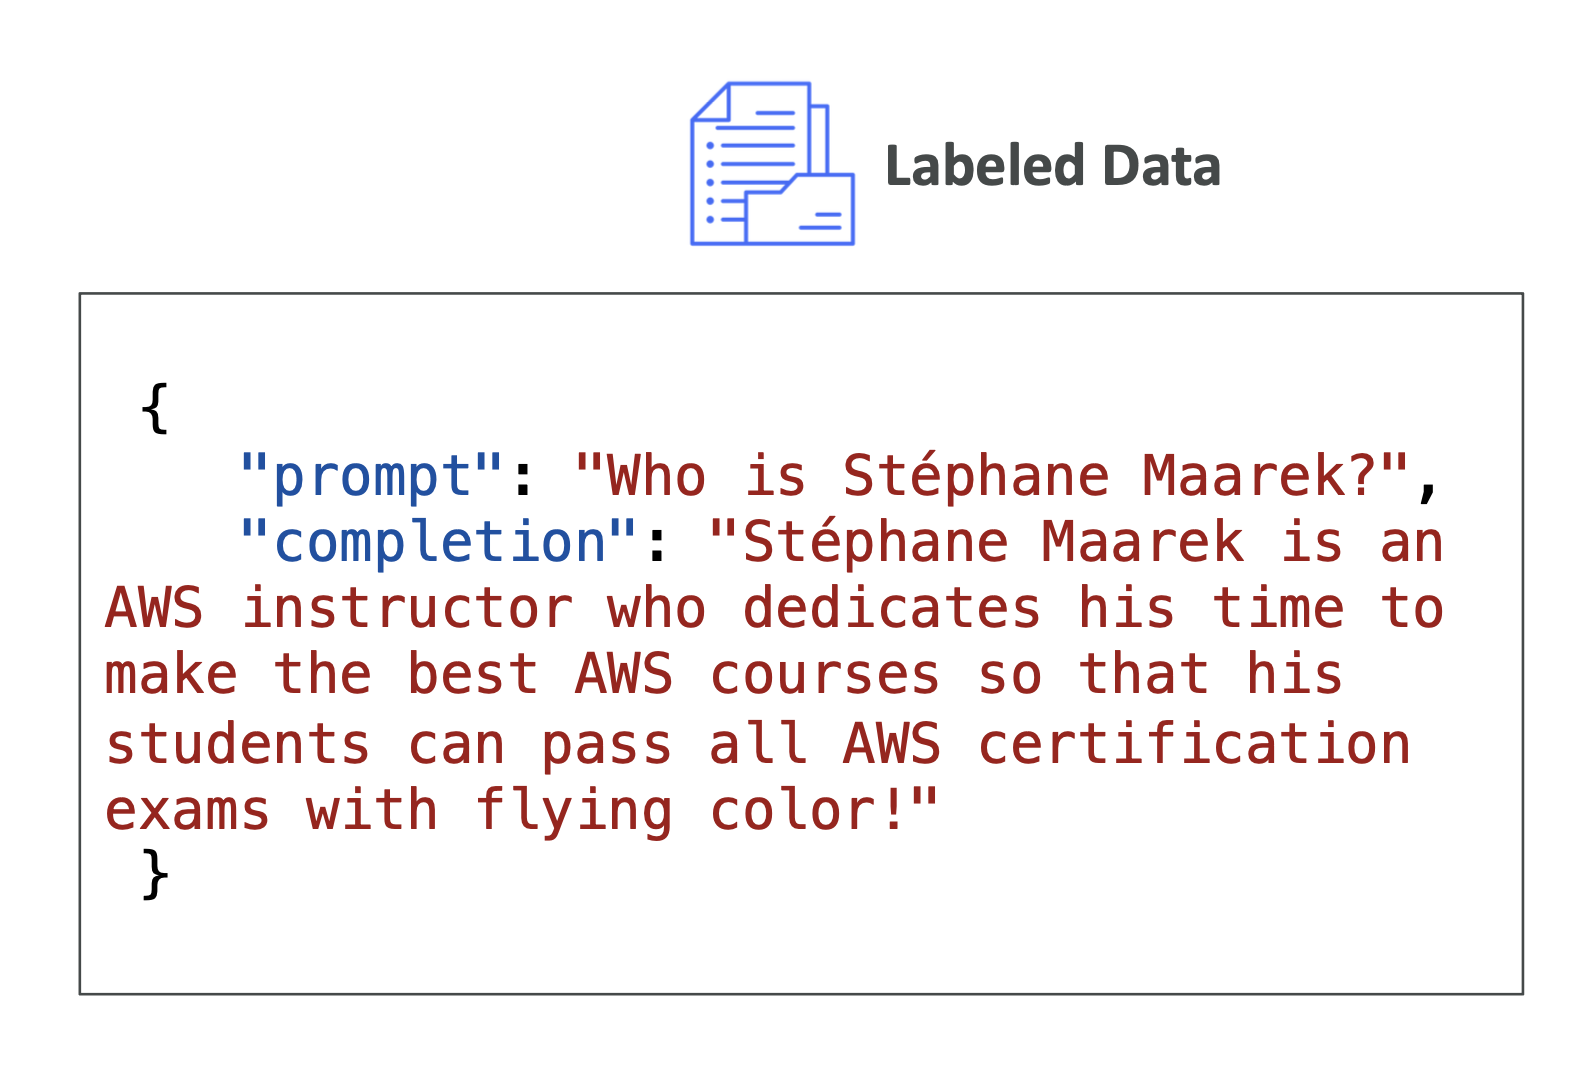 Labeled Data
{
"prompt": "Who is Stéphane Maarek?",
"completion": "Stéphane Maarek is an
AWS instructor who dedicates his time to
make the best AWS courses so that his
students can pass all AWS certification
exams with flying color!"
}